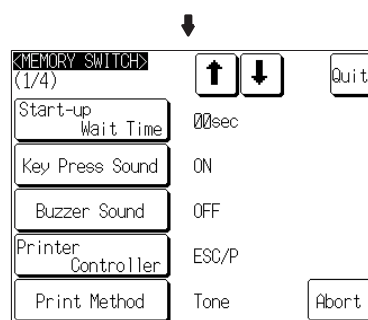 <MEMORY SWITCH>
(1/4)
Quit
Start-up
Wait Time
00sec
Key Press Sound
ON
Buzzer Sound
OFF
Printer
Controller
ESC/P
Print Method
Tone
Abort